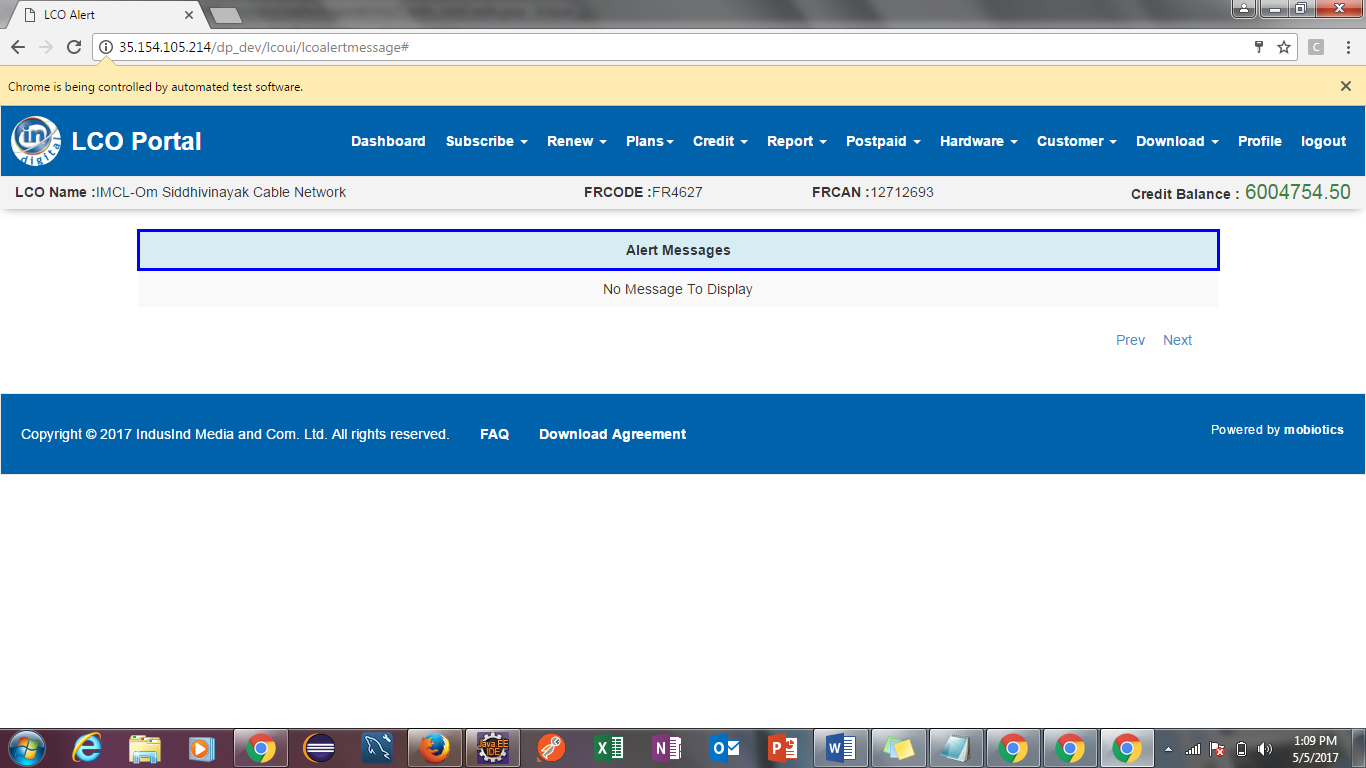 LCO Alert
35.154.105.214/dp_dev/lcoui/lcoalertmessage#
C
Chrome is being controlled by automated test software.
in digital LCO Portal Dashboard Subscribe Renew Plans Credit Report Postpaid Hardware Customer Download Profile logout
LCO Name :IMCL-Om Siddhivinayak Cable Network FRCODE :FR4627 FRCAN :12712693 Credit Balance : 6004754.50
Alert Messages
No Message To Display
Prev Next
Copyright © 2017 IndusInd Media and Com. Ltd. All rights reserved. FAQ Download Agreement Powered by mobiotics
Java EE IDE
1:09 PM
5/5/2017